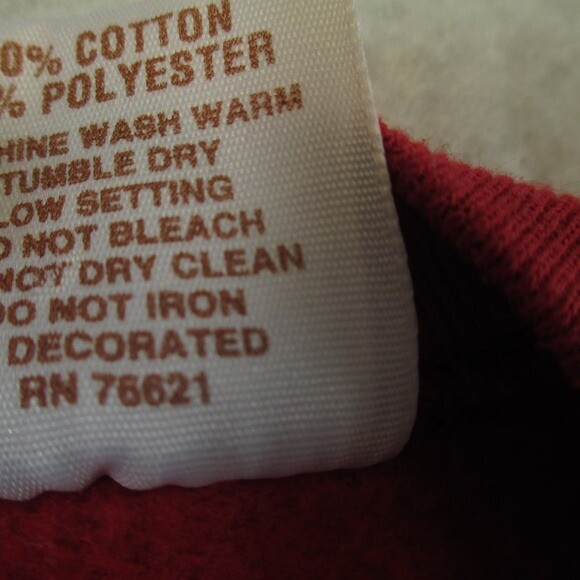 0% COTTON
% POLYESTER
HINE WASH WARM
TUMBLE DRY
LOW SETTING
O NOT BLEACH
NOT DRY CLEAN
DO NOT IRON
DECORATED
RN 76621